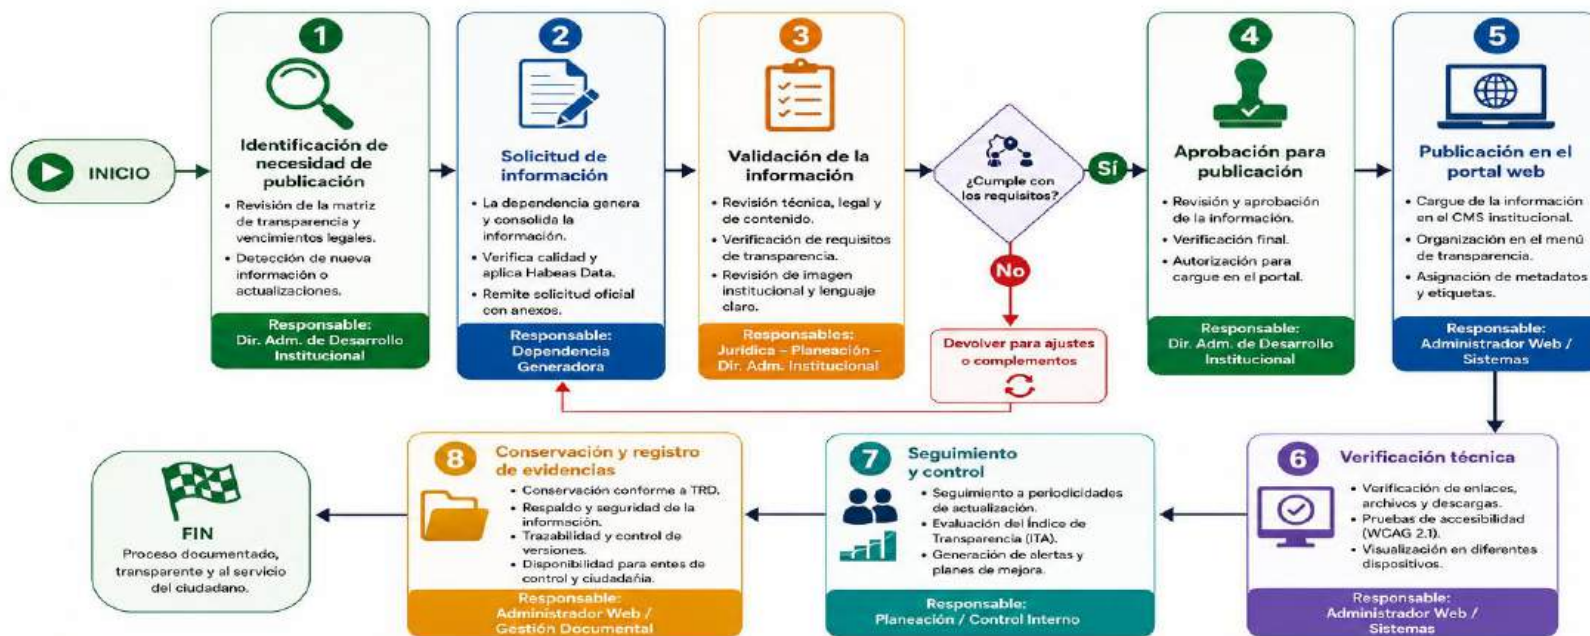 INICIO
1
Identificación de
necesidad de
publicación
• Revisión de la matriz
de transparencia y
vencimientos legales.
• Detección de nueva
información o
actualizaciones.
Responsable:
Dir. Adm. de Desarrollo
Institucional
2
Solicitud de
información
• La dependencia genera
y consolida la
información.
• Verifica calidad y
aplica Habeas Data.
• Remite solicitud oficial
con anexos.
Responsable:
Dependencia
Generadora
3
Validación de la
información
• Revisión técnica, legal y
de contenido.
• Verificación de requisitos
de transparencia.
• Revisión de imagen
institucional y lenguaje
claro.
Responsables:
Jurídica – Planeación –
Dir. Adm. Institucional
¿Cumple con
los requisitos?
Sí
No
Devolver para ajustes
o complementos
4
Aprobación para
publicación
• Revisión y aprobación
de la información.
• Verificación final.
• Autorización para
cargue en el portal.
Responsable:
Dir. Adm. de Desarrollo
Institucional
5
Publicación en el
portal web
• Cargue de la información
en el CMS institucional.
• Organización en el menú
de transparencia.
• Asignación de metadatos
y etiquetas.
Responsable:
Administrador Web /
Sistemas
6
Verificación técnica
• Verificación de enlaces,
archivos y descargas.
• Pruebas de accesibilidad
(WCAG 2.1).
• Visualización en diferentes
dispositivos.
Responsable:
Administrador Web /
Sistemas
7
Seguimiento
y control
• Seguimiento a periodicidades
de actualización.
• Evaluación del Índice de
Transparencia (ITA).
• Generación de alertas y
planes de mejora.
Responsable:
Planeación / Control Interno
8
Conservación y registro
de evidencias
• Conservación conforme a TRD.
• Respaldo y seguridad de la
información.
• Trazabilidad y control de
versiones.
• Disponibilidad para entes de
control y ciudadañia.
Responsable:
Administrador Web /
Gestión Documental
FIN
Proceso documentado,
transparente y al servicio
del ciudadano.